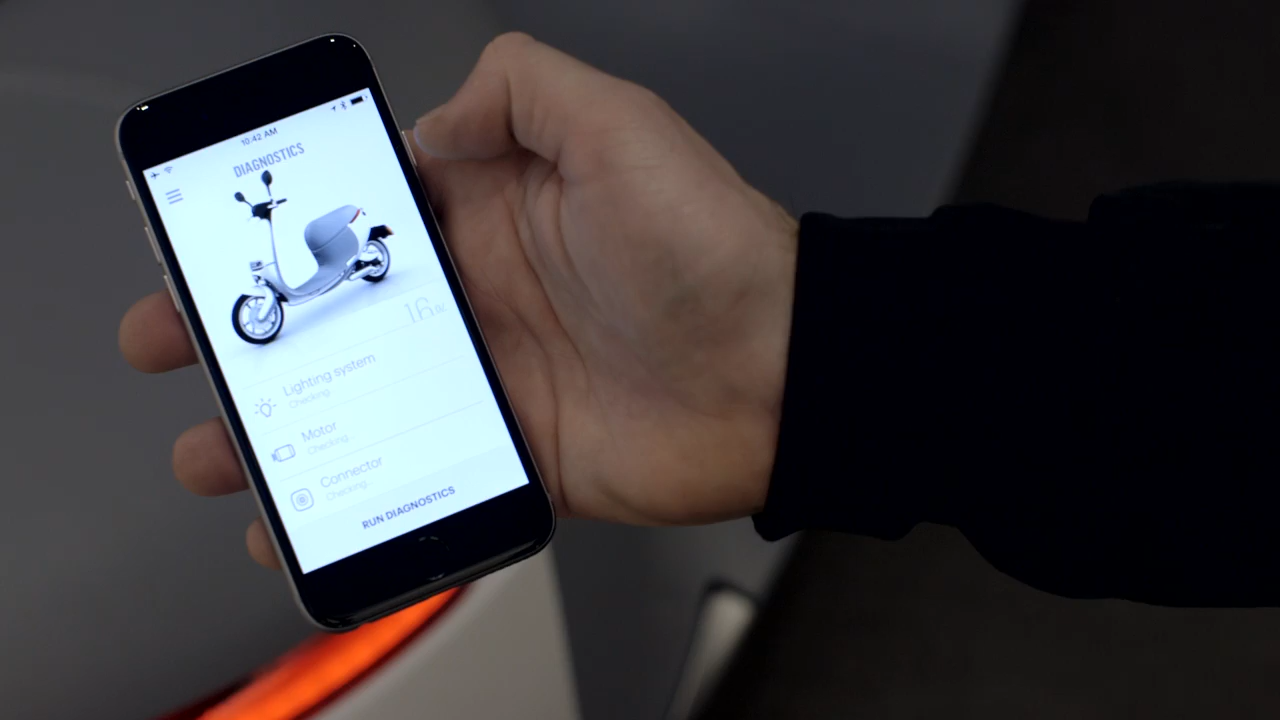 10:42 AM
DIAGNOSTICS
16
Lighting system
Checking...
Motor
Checking...
Connector
Checking...
RUN DIAGNOSTICS